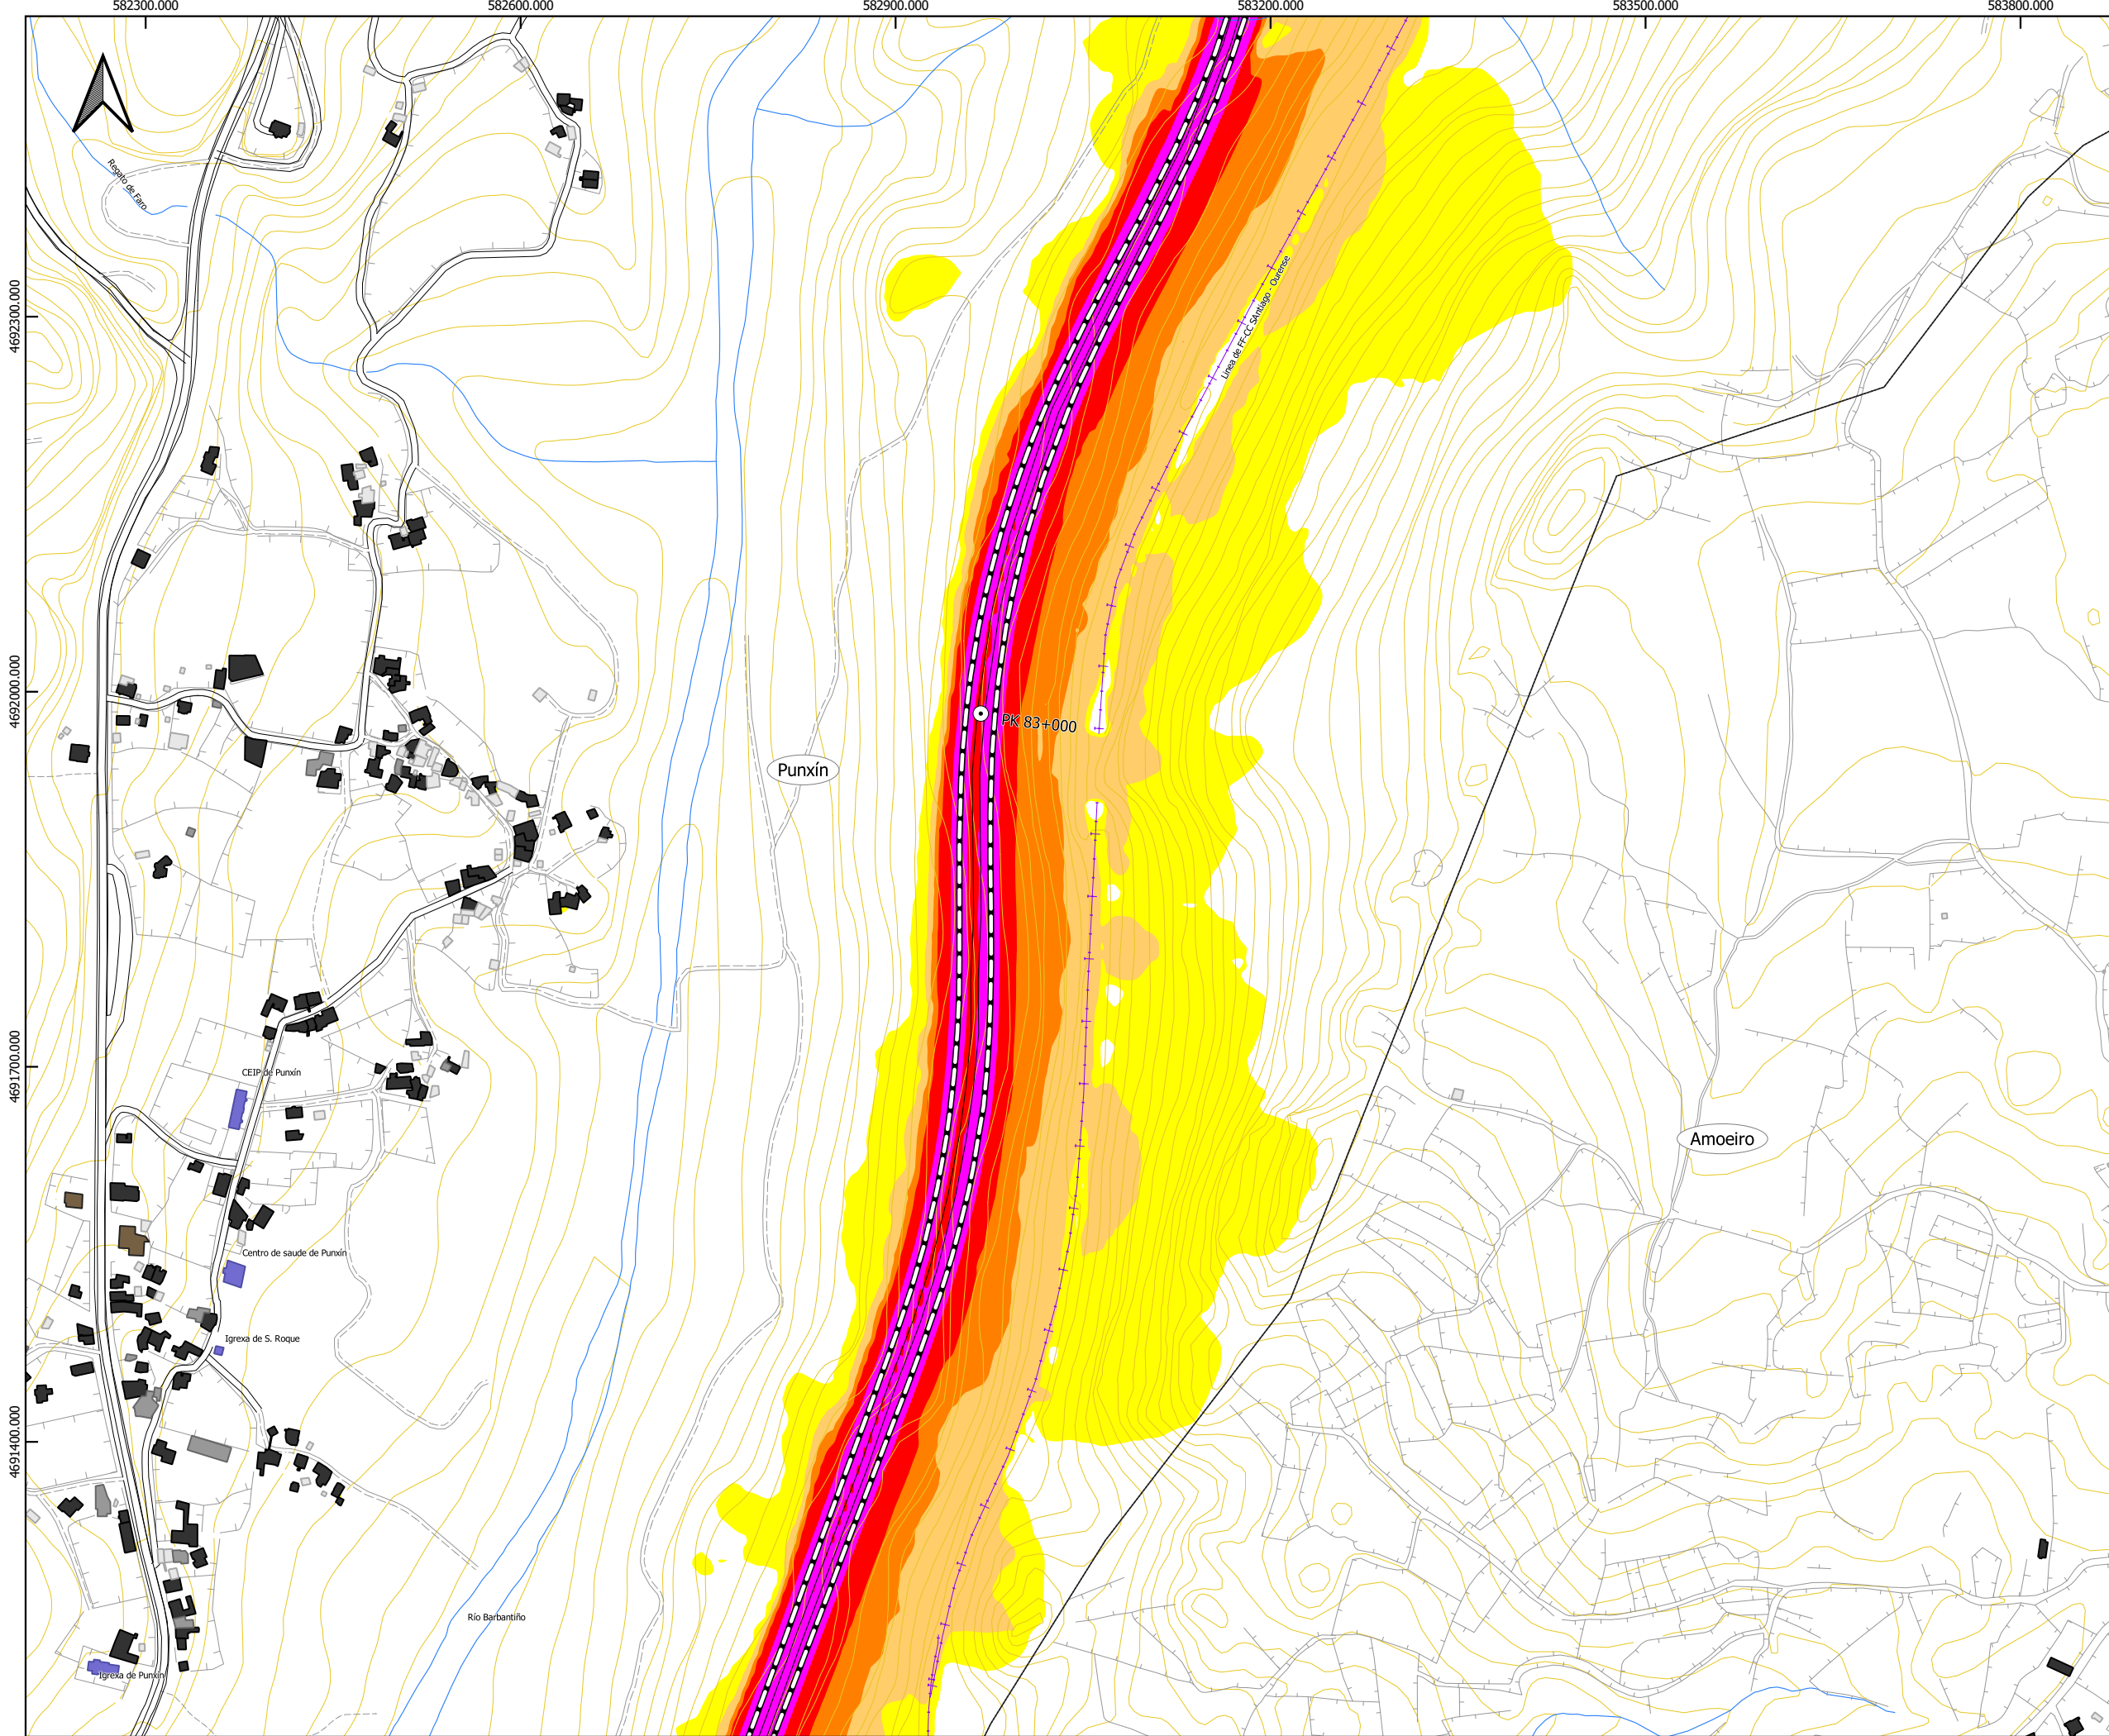 582300.000
582600.000
582900.000
583200.000
583500.000
583800.000
Regato de Faro
4692300.000
Línea de FF-CC SAntiago - Ourense
4692000.000
PK 83+000
Punxín
4691700.000
CEIP de Punxín
Amoeiro
Centro de saude de Punxín
Igrexa de S. Roque
4691400.000
Río Barbantiño
Igrexa de Punxín